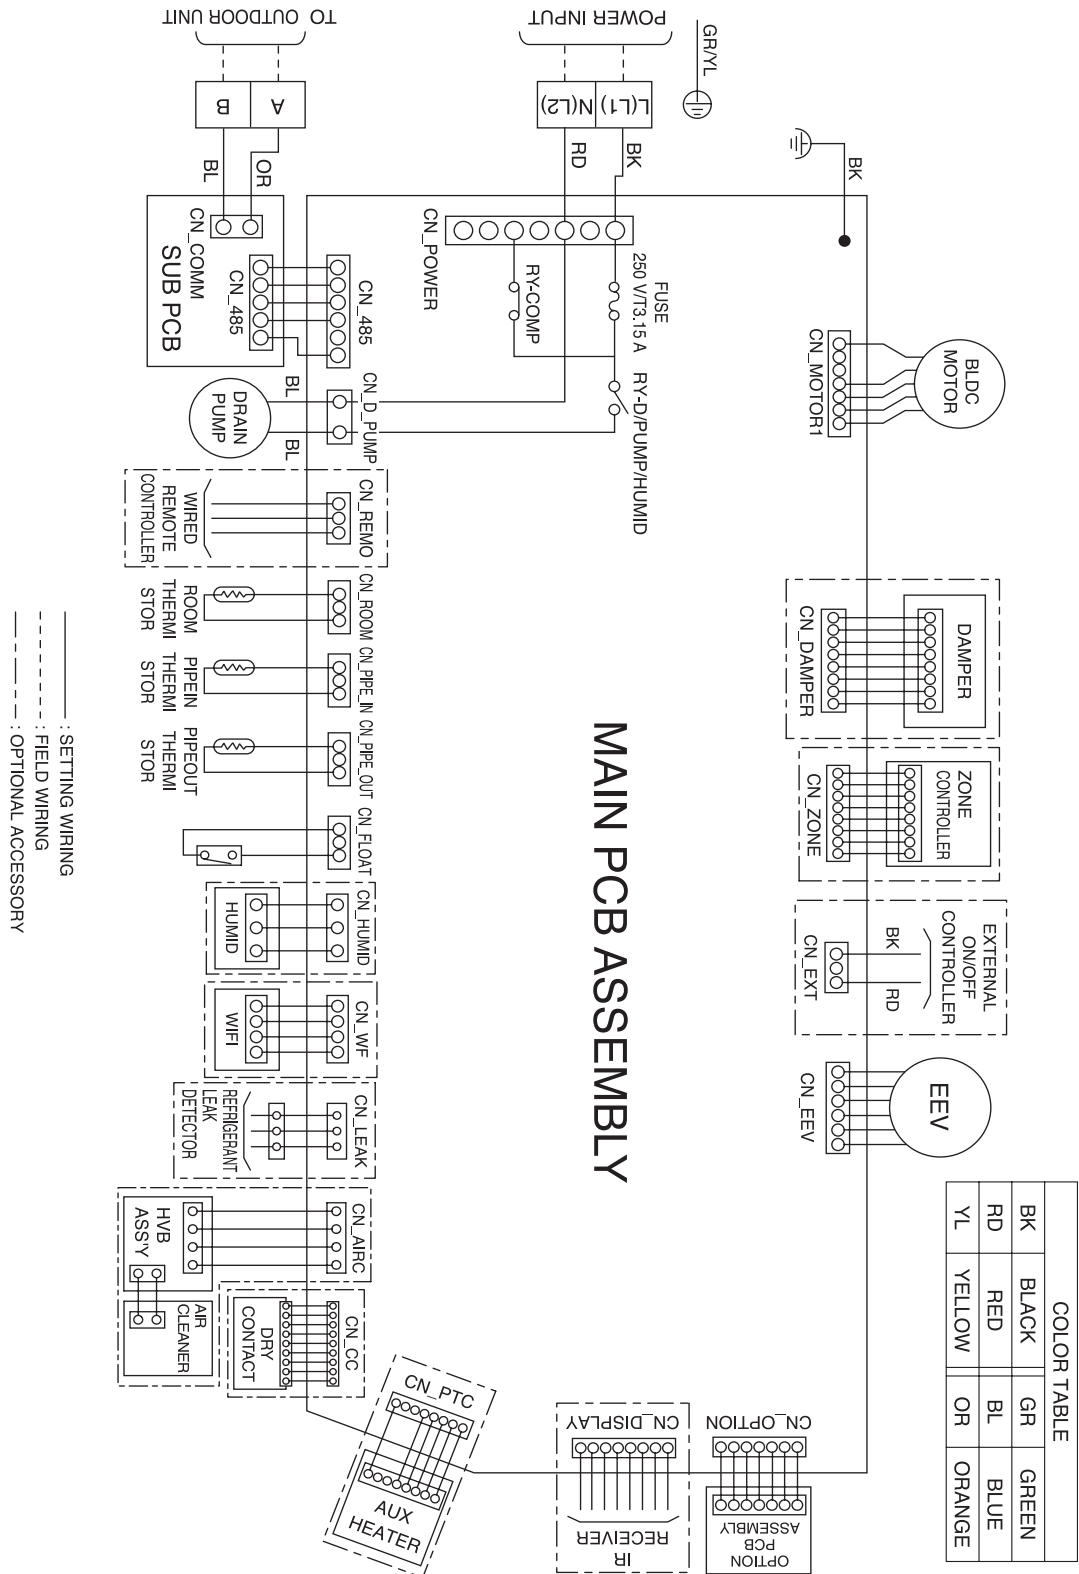 MAIN PCB ASSEMBLY
TO OUTDOOR UNIT
B
A
BL
OR
CN_COMM
SUB PCB
CN_485
CN_485
POWER INPUT
N(L2)
L(L1)
RD
BK
GR/YL
BK
CN_POWER
RY-COMP
FUSE
250 V/T3.15 A
RY-D/PUMP/HUMID
CN_D_PUMP
BL
BL
DRAIN
PUMP
BLDC
MOTOR
CN_MOTOR1
DAMPER
CN_DAMPER
ZONE
CONTROLLER
CN_ZONE
EXTERNAL
ON/OFF
CONTROLLER
BK
RD
CN_EXT
EEV
CN_EEV
CN_REMO
WIRED
REMOTE
CONTROLLER
CN_ROOM
ROOM
THERMI
STOR
CN_PIPE_IN
PIPEIN
THERMI
STOR
CN_PIPE_OUT
PIPEOUT
THERMI
STOR
CN_FLOAT
CN_HUMID
HUMID
CN_WF
WIFI
CN_LEAK
REFRIGERANT
LEAK
DETECTOR
CN_AIRC
HVB
ASS'Y
AIR
CLEANER
CN_CC
DRY
CONTACT
CN_PTC
AUX
HEATER
CN_DISPLAY
IR
RECEIVER
CN_OPTION
OPTION
PCB
ASSEMBLY
COLOR TABLE
BK BLACK GR GREEN
RD RED BL BLUE
YL YELLOW OR ORANGE
: SETTING WIRING
: FIELD WIRING
: OPTIONAL ACCESSORY